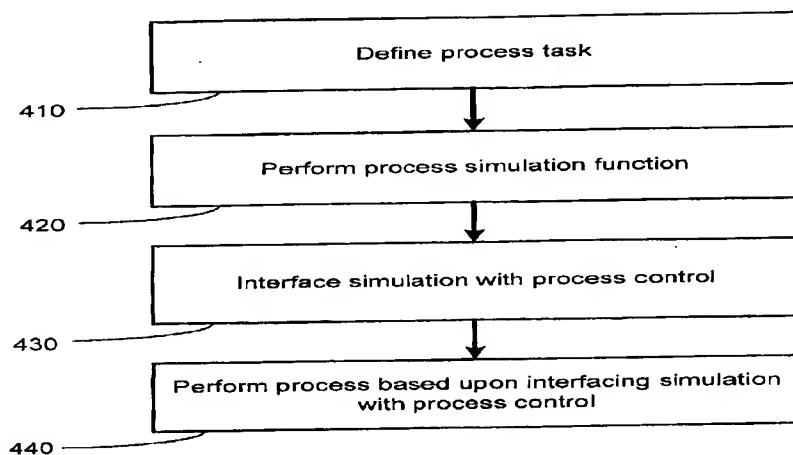 Define process task
410
Perform process simulation function
420
Interface simulation with process control
430
Perform process based upon interfacing simulation
with process control
440